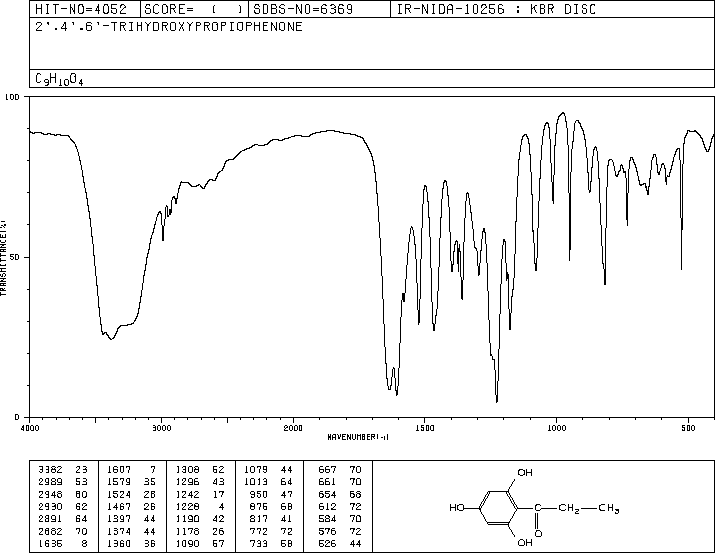 HIT-NO=4052 SCORE= ( ) SDBS-NO=6369 IR-NIDA-10256 : KBR DISC
2',4',6'-TRIHYDROXYPROPIOPHENONE
C9H10O4
100
50
0
TRANSMITTANCE(%)
4000 3000 2000 1500 1000 500
WAVENUMBER(-1)
3382 23 1607 7 1308 52 1079 44 667 70
2989 53 1579 35 1296 43 1013 64 661 70
2948 60 1524 28 1242 17 950 47 654 68
2930 62 1467 26 1228 4 876 68 612 72
2891 64 1397 44 1190 42 817 41 584 70
2682 70 1374 44 1178 26 772 72 576 72
1635 8 1360 36 1090 57 733 58 526 44
OH
HO CH2 CH3
O
OH